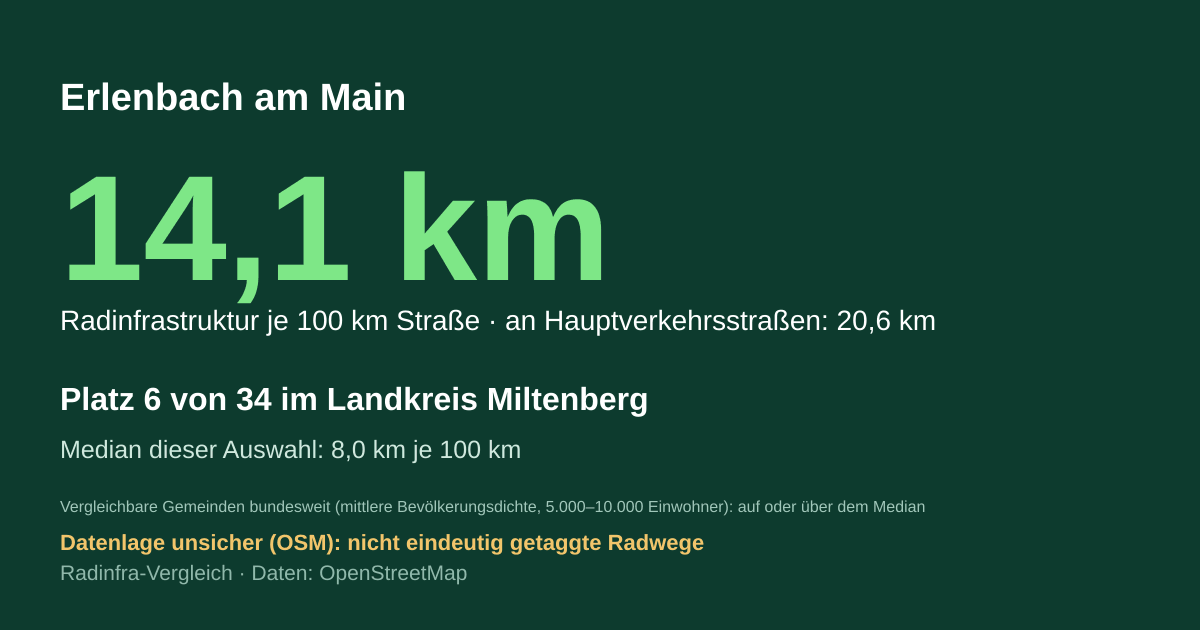 Erlenbach am Main
14,1 km
Radinfrastruktur je 100 km Straße · an Hauptverkehrsstraßen: 20,6 km
Platz 6 von 34 im Landkreis Miltenberg
Median dieser Auswahl: 8,0 km je 100 km
Vergleichbare Gemeinden bundesweit (mittlere Bevölkerungsdichte, 5.000–10.000 Einwohner): auf oder über dem Median
Datenlage unsicher (OSM): nicht eindeutig getaggte Radwege
Radinfra-Vergleich · Daten: OpenStreetMap